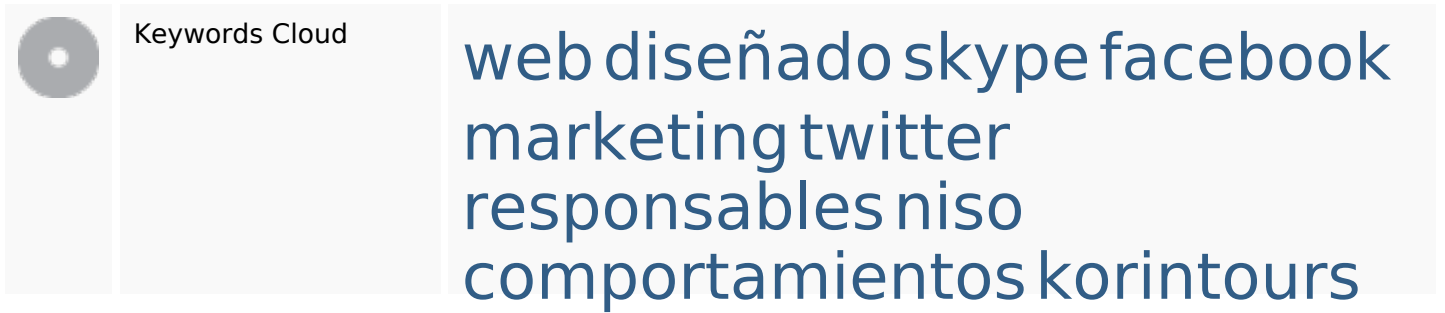 Keywords Cloud
web diseñado skype facebook
marketing twitter
responsables niso
comportamientos korintours